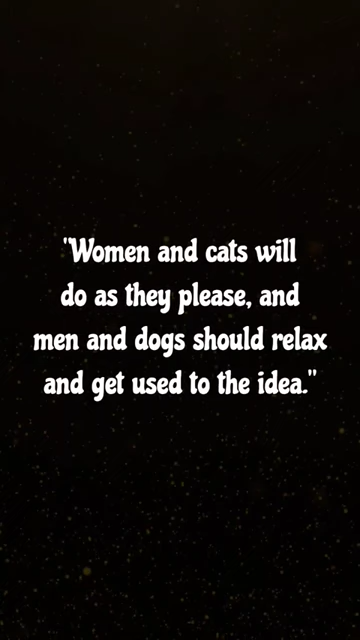 "Women and cats will
do as they please, and
men and dogs should relax
and get used to the idea."